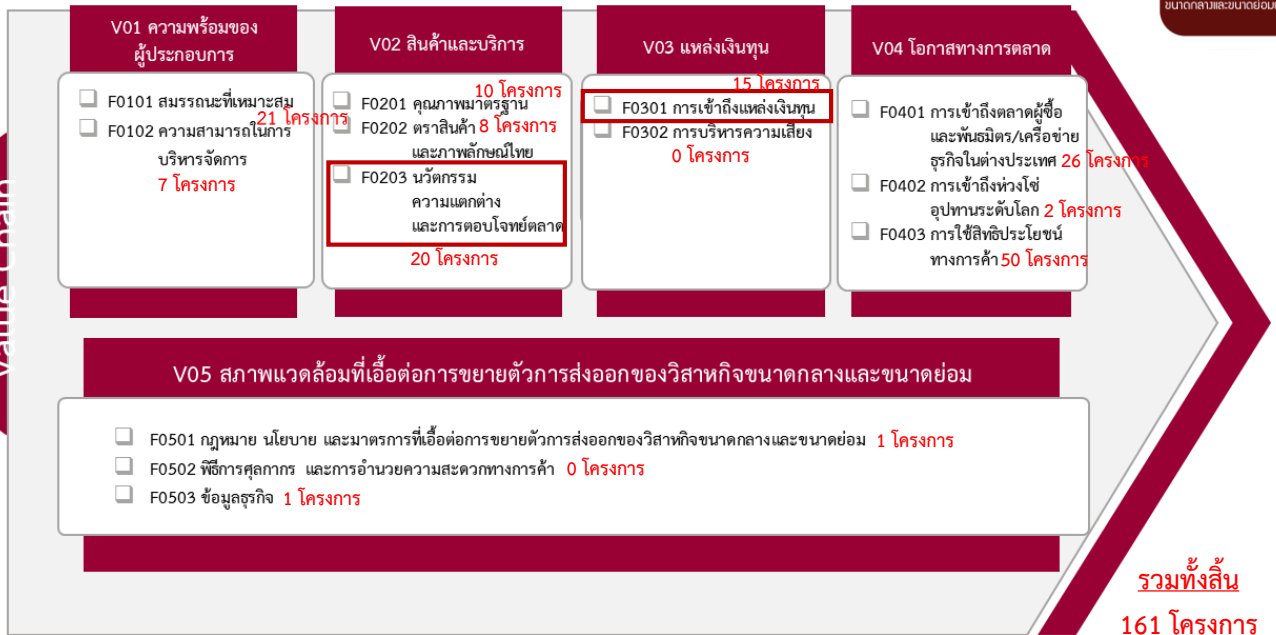 ขนาดกลางและขนาดย่อม
V01 ความพร้อมของ
ผู้ประกอบการ
F0101 สมรรถนะที่เหมาะสม
21 โครงการ
F0102 ความสามารถในการ
บริหารจัดการ
7 โครงการ
V02 สินค้าและบริการ
10 โครงการ
F0201 คุณภาพมาตรฐาน
F0202 ตราสินค้า 8 โครงการ
และภาพลักษณ์ไทย
F0203 นวัตกรรม
ความแตกต่าง
และการตอบโจทย์ตลาด
20 โครงการ
V03 แหล่งเงินทุน
15 โครงการ
F0301 การเข้าถึงแหล่งเงินทุน
F0302 การบริหารความเสี่ยง
0 โครงการ
V04 โอกาสทางการตลาด
F0401 การเข้าถึงตลาดผู้ซื้อ
และพันธมิตร/เครือข่าย
ธุรกิจในต่างประเทศ 26 โครงการ
F0402 การเข้าถึงห่วงโซ่
อุปทานระดับโลก 2 โครงการ
F0403 การใช้สิทธิประโยชน์
ทางการค้า 50 โครงการ
Value Chain
V05 สภาพแวดล้อมที่เอื้อต่อการขยายตัวการส่งออกของวิสาหกิจขนาดกลางและขนาดย่อม
F0501 กฎหมาย นโยบาย และมาตรการที่เอื้อต่อการขยายตัวการส่งออกของวิสาหกิจขนาดกลางและขนาดย่อม 1 โครงการ
F0502 พิธีการศุลกากร และการอำนวยความสะดวกทางการค้า 0 โครงการ
F0503 ข้อมูลธุรกิจ 1 โครงการ
รวมทั้งสิ้น
161 โครงการ